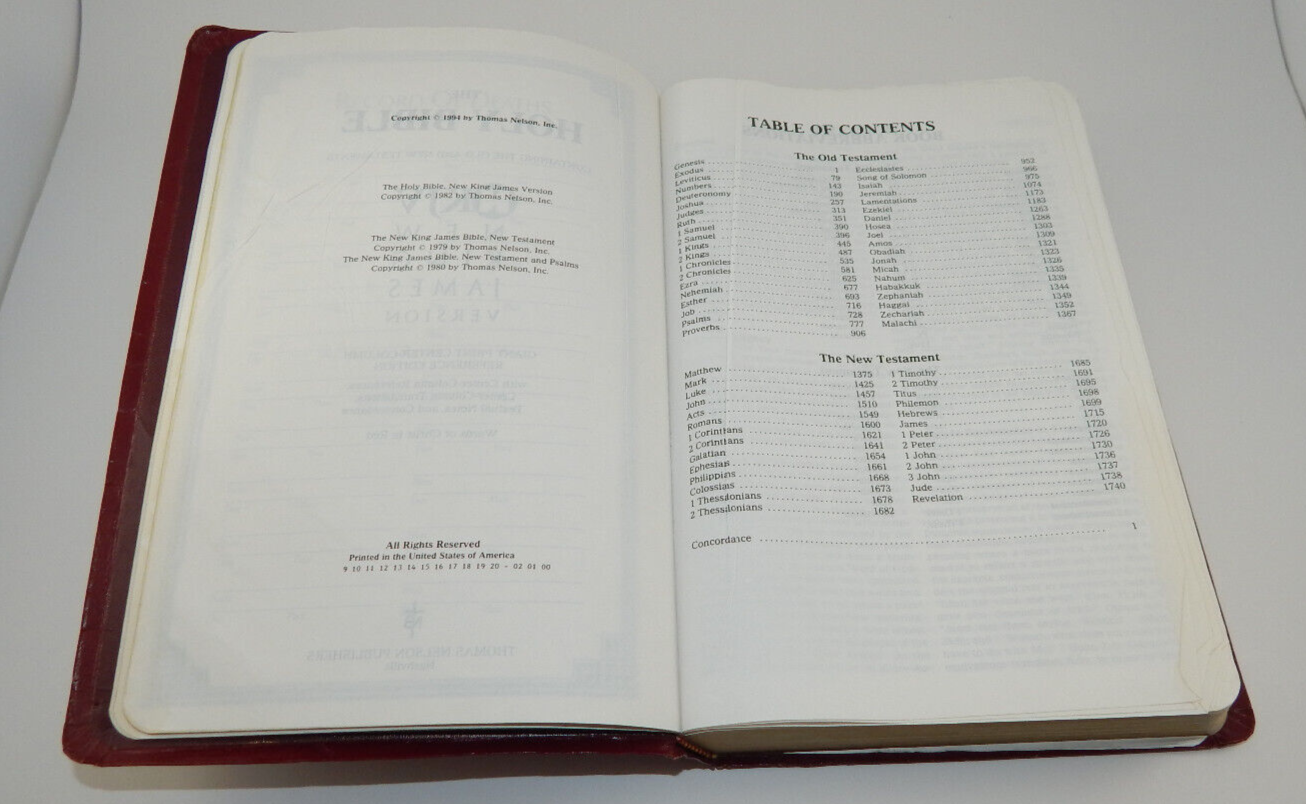 Copyright © 1994 by Thomas Nelson, Inc.
The Holy Bible, New King James Version
Copyright © 1982 by Thomas Nelson, Inc.
The New King James Bible, New Testament
Copyright © 1979 by Thomas Nelson, Inc.
The New King James Bible, New Testament and Psalms
Copyright © 1980 by Thomas Nelson, Inc.
All Rights Reserved
Printed in the United States of America
9 10 11 12 13 14 15 16 17 18 19 20 - 02 01 00
TABLE OF CONTENTS
The Old Testament
Genesis 1
Exodus 79
Leviticus 143
Numbers 190
Deuteronomy 257
Joshua 313
Judges 351
Ruth 390
1 Samuel 396
2 Samuel 445
1 Kings 487
2 Kings 535
1 Chronicles 581
2 Chronicles 625
Ezra 677
Nehemiah 693
Esther 716
Job 728
Psalms 777
Proverbs 906
Ecclesiastes 952
Song of Solomon 966
Isaiah 975
Jeremiah 1074
Lamentations 1173
Ezekiel 1183
Daniel 1263
Hosea 1288
Joel 1303
Amos 1309
Obadiah 1321
Jonah 1323
Micah 1326
Nahum 1335
Habakkuk 1339
Zephaniah 1344
Haggai 1349
Zechariah 1352
Malachi 1367
The New Testament
Matthew 1375
Mark 1425
Luke 1457
John 1510
Acts 1549
Romans 1600
1 Corintians 1621
2 Corintians 1641
Galatian 1654
Ephesian 1661
Philippins 1668
Colossins 1673
1 Thessalonians 1678
2 Thessalonians 1682
1 Timothy 1685
2 Timothy 1691
Titus 1695
Philemon 1698
Hebrews 1699
James 1715
1 Peter 1720
2 Peter 1726
1 John 1730
2 John 1736
3 John 1737
Jude 1738
Revelation 1740
Concordance 1